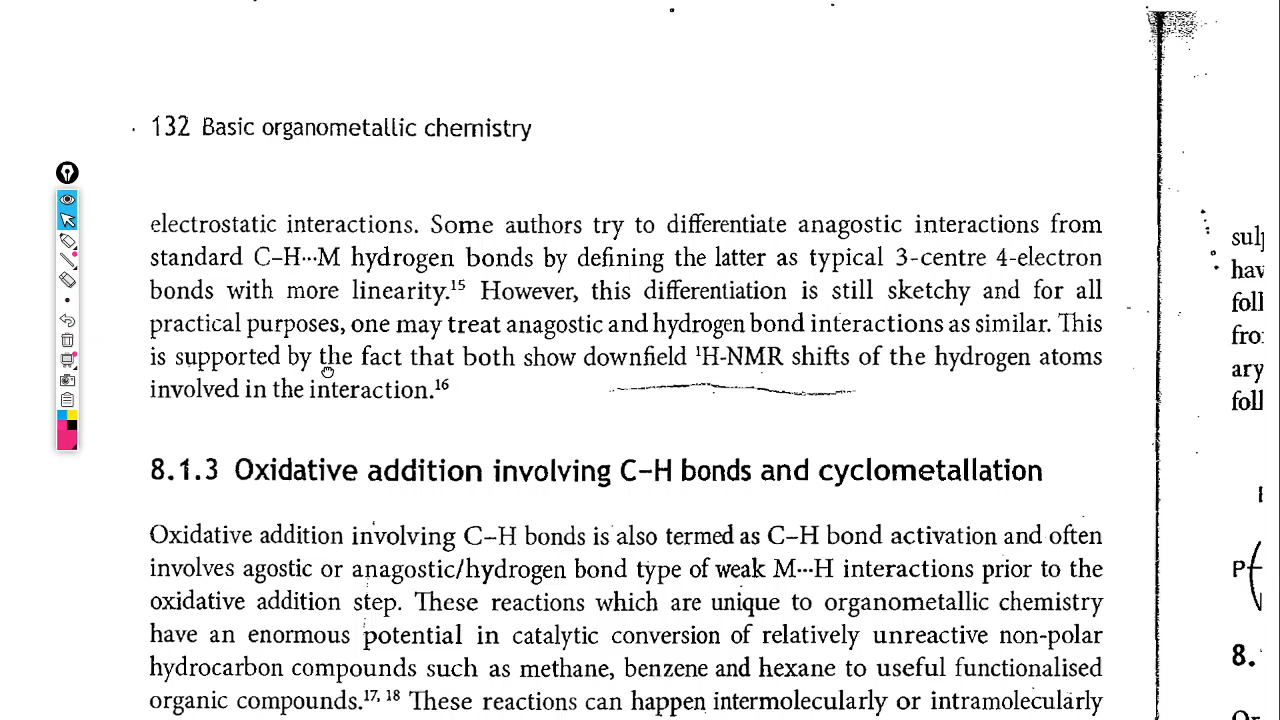 132 Basic organometallic chemistry
electrostatic interactions. Some authors try to differentiate anagostic interactions from
standard C–H···M hydrogen bonds by defining the latter as typical 3-centre 4-electron
bonds with more linearity.¹⁵ However, this differentiation is still sketchy and for all
practical purposes, one may treat anagostic and hydrogen bond interactions as similar. This
is supported by the fact that both show downfield ¹H-NMR shifts of the hydrogen atoms
involved in the interaction.¹⁶
8.1.3 Oxidative addition involving C–H bonds and cyclometallation
Oxidative addition involving C–H bonds is also termed as C–H bond activation and often
involves agostic or anagostic/hydrogen bond type of weak M···H interactions prior to the
oxidative addition step. These reactions which are unique to organometallic chemistry
have an enormous potential in catalytic conversion of relatively unreactive non-polar
hydrocarbon compounds such as methane, benzene and hexane to useful functionalised
organic compounds.¹⁷, ¹⁸ These reactions can happen intermolecularly or intramolecularly
hav
foll
fro
ary
foll
P
8.